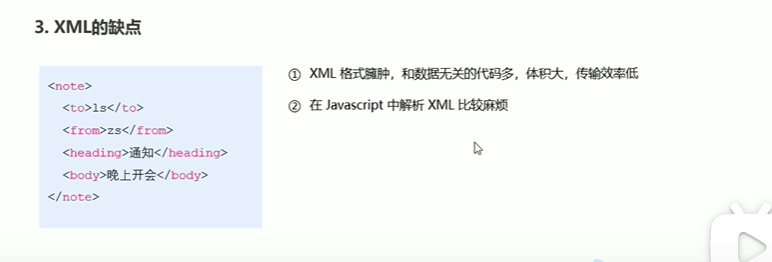 3. XML的缺点
<note>
<to>ls</to>
<from>zs</from>
<heading>通知</heading>
<body>晚上开会</body>
</note>
① XML 格式臃肿，和数据无关的代码多，体积大，传输效率低
② 在 Javascript 中解析 XML 比较麻烦